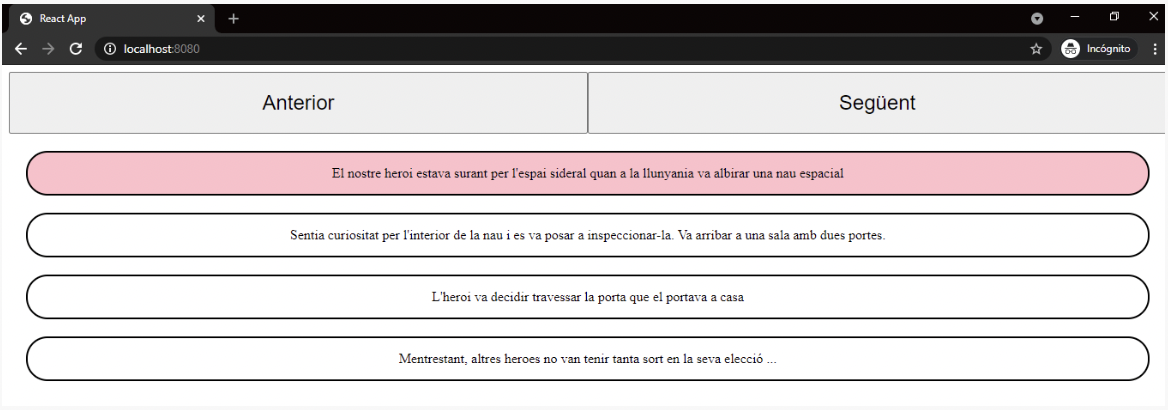 React App
localhost:8080
Incógnito
Anterior
Següent
El nostre heroi estava surant per l'espai sideral quan a la llunyania va albirar una nau espacial
Sentia curiositat per l'interior de la nau i es va posar a inspeccionar-la. Va arribar a una sala amb dues portes.
L'heroi va decidir travessar la porta que el portava a casa
Mentrestant, altres heroes no van tenir tanta sort en la seva elecció ...